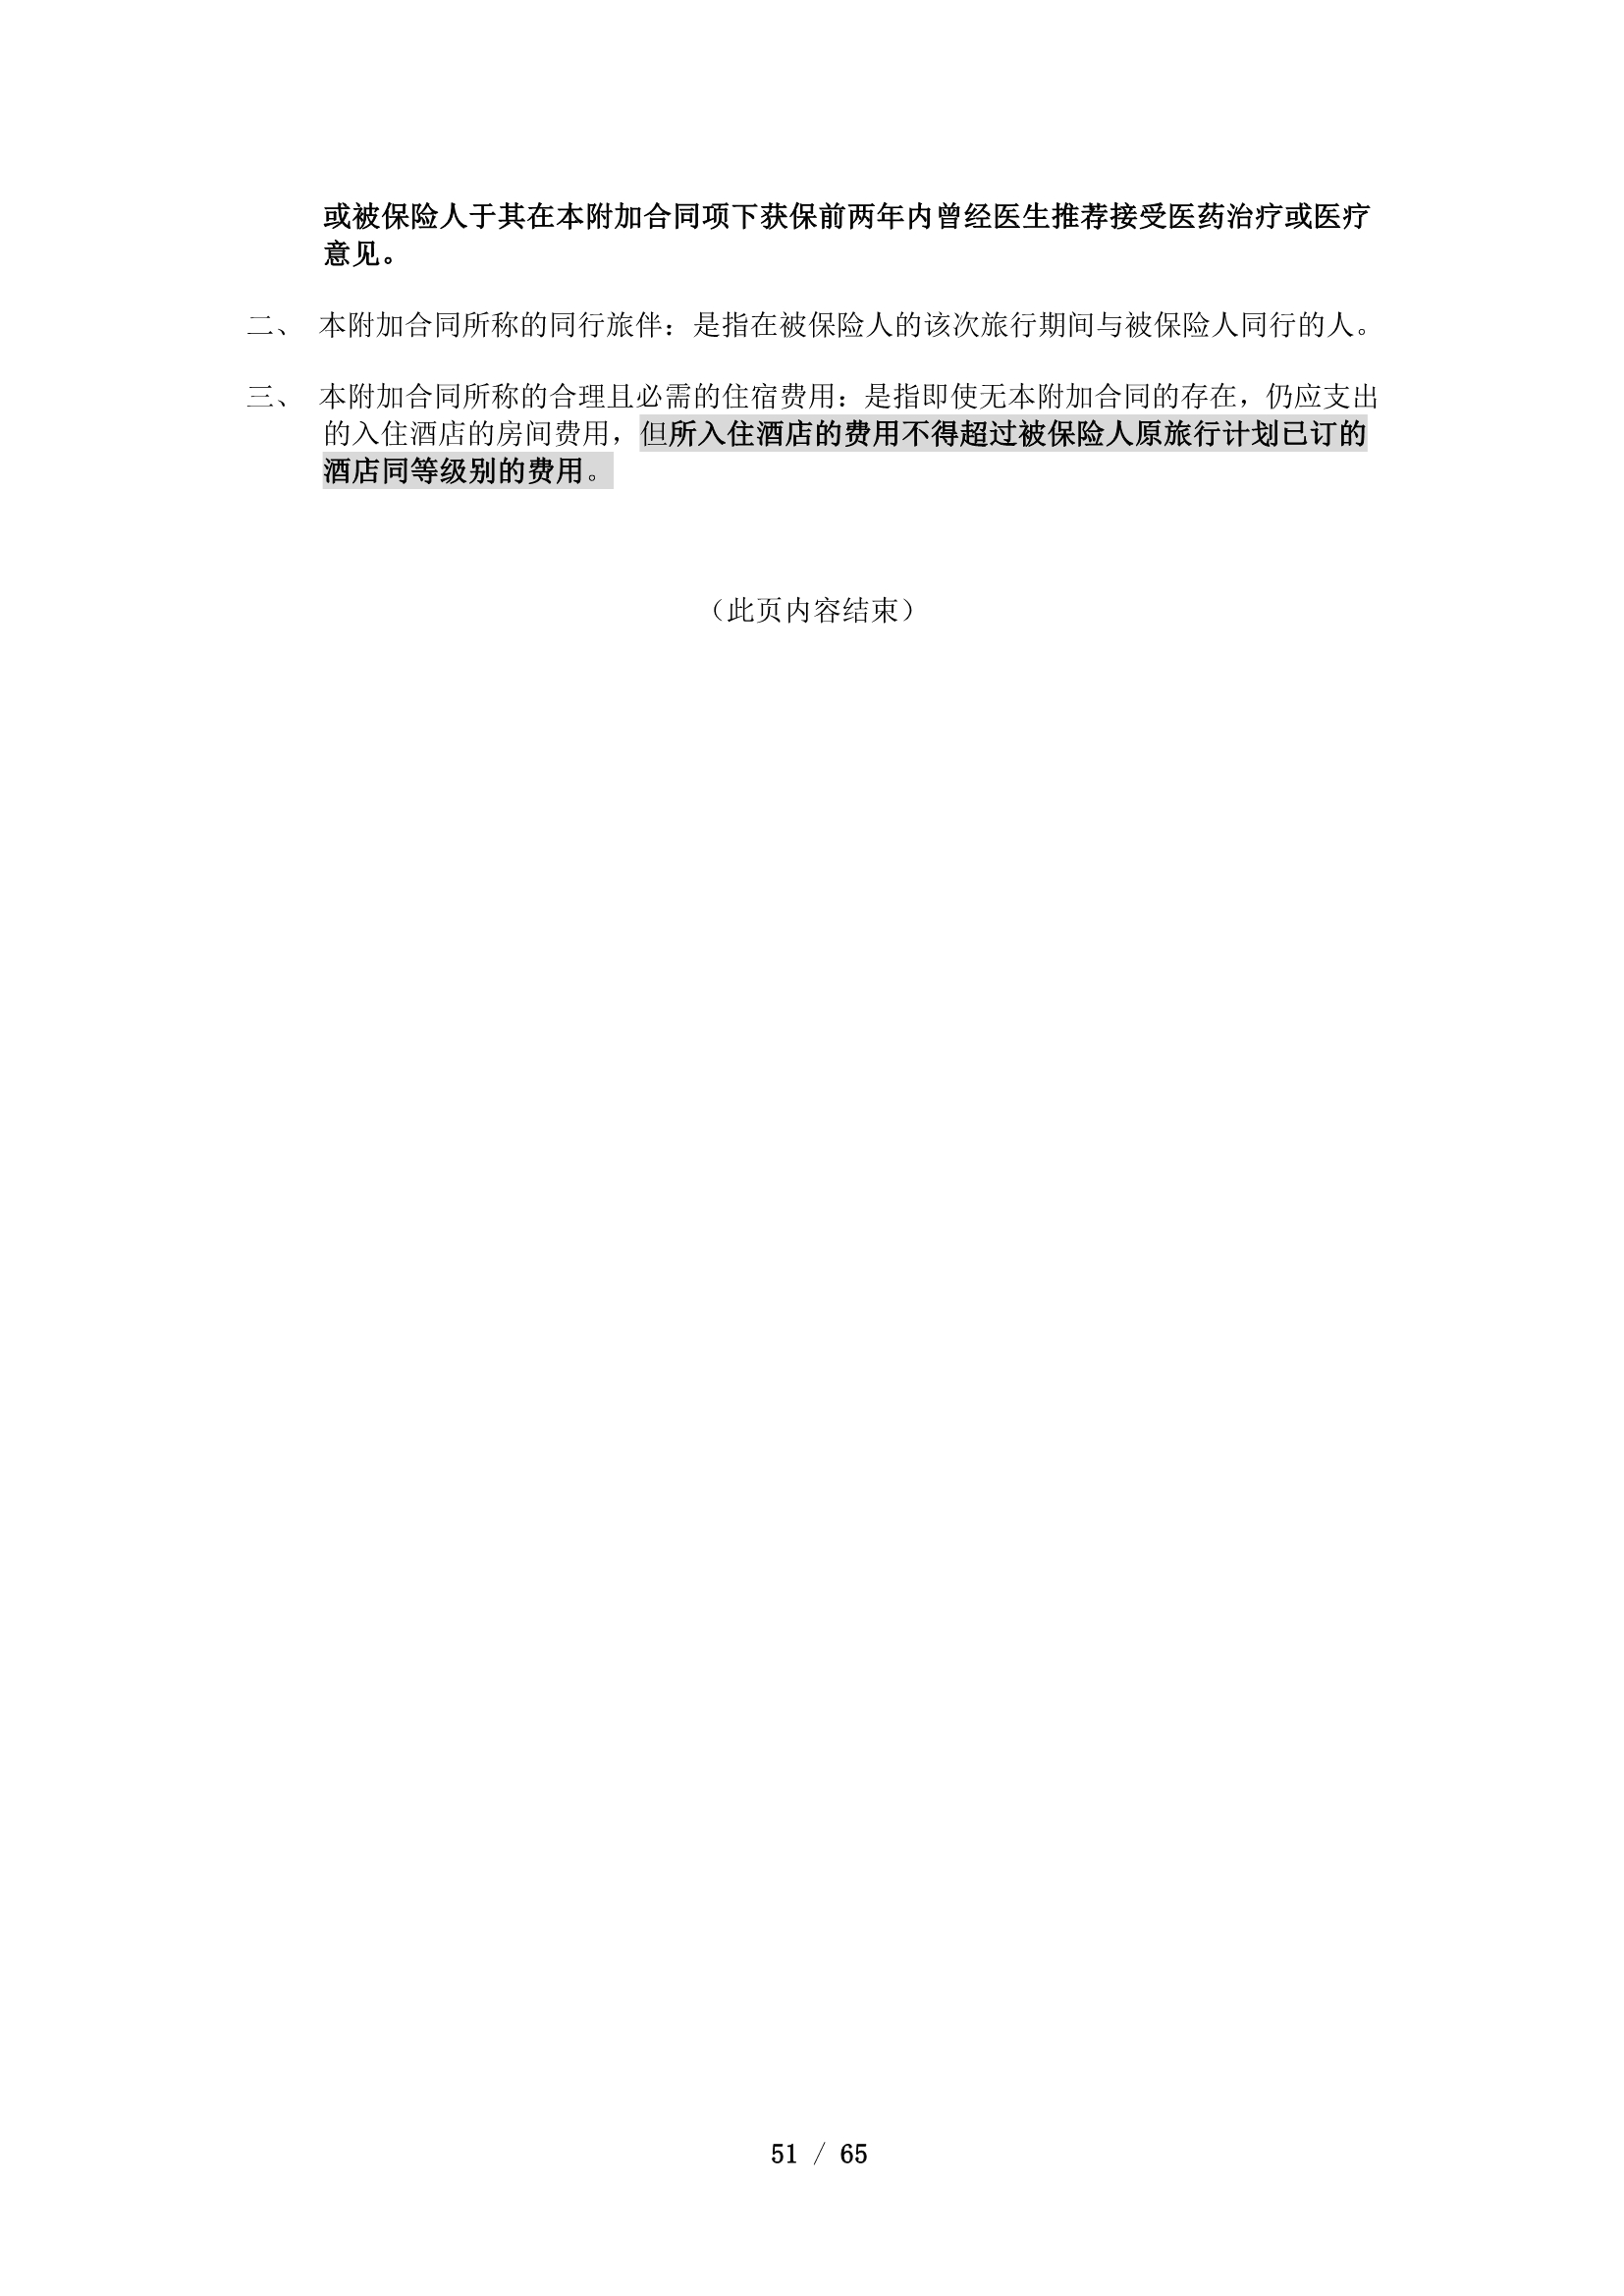 或被保险人于其在本附加合同项下获保前两年内曾经医生推荐接受医药治疗或医疗
意见。
二、 本附加合同所称的同行旅伴：是指在被保险人的该次旅行期间与被保险人同行的人。
三、 本附加合同所称的合理且必需的住宿费用：是指即使无本附加合同的存在，仍应支出
的入住酒店的房间费用，但所入住酒店的费用不得超过被保险人原旅行计划已订的
酒店同等级别的费用。
（此页内容结束）
51 / 65